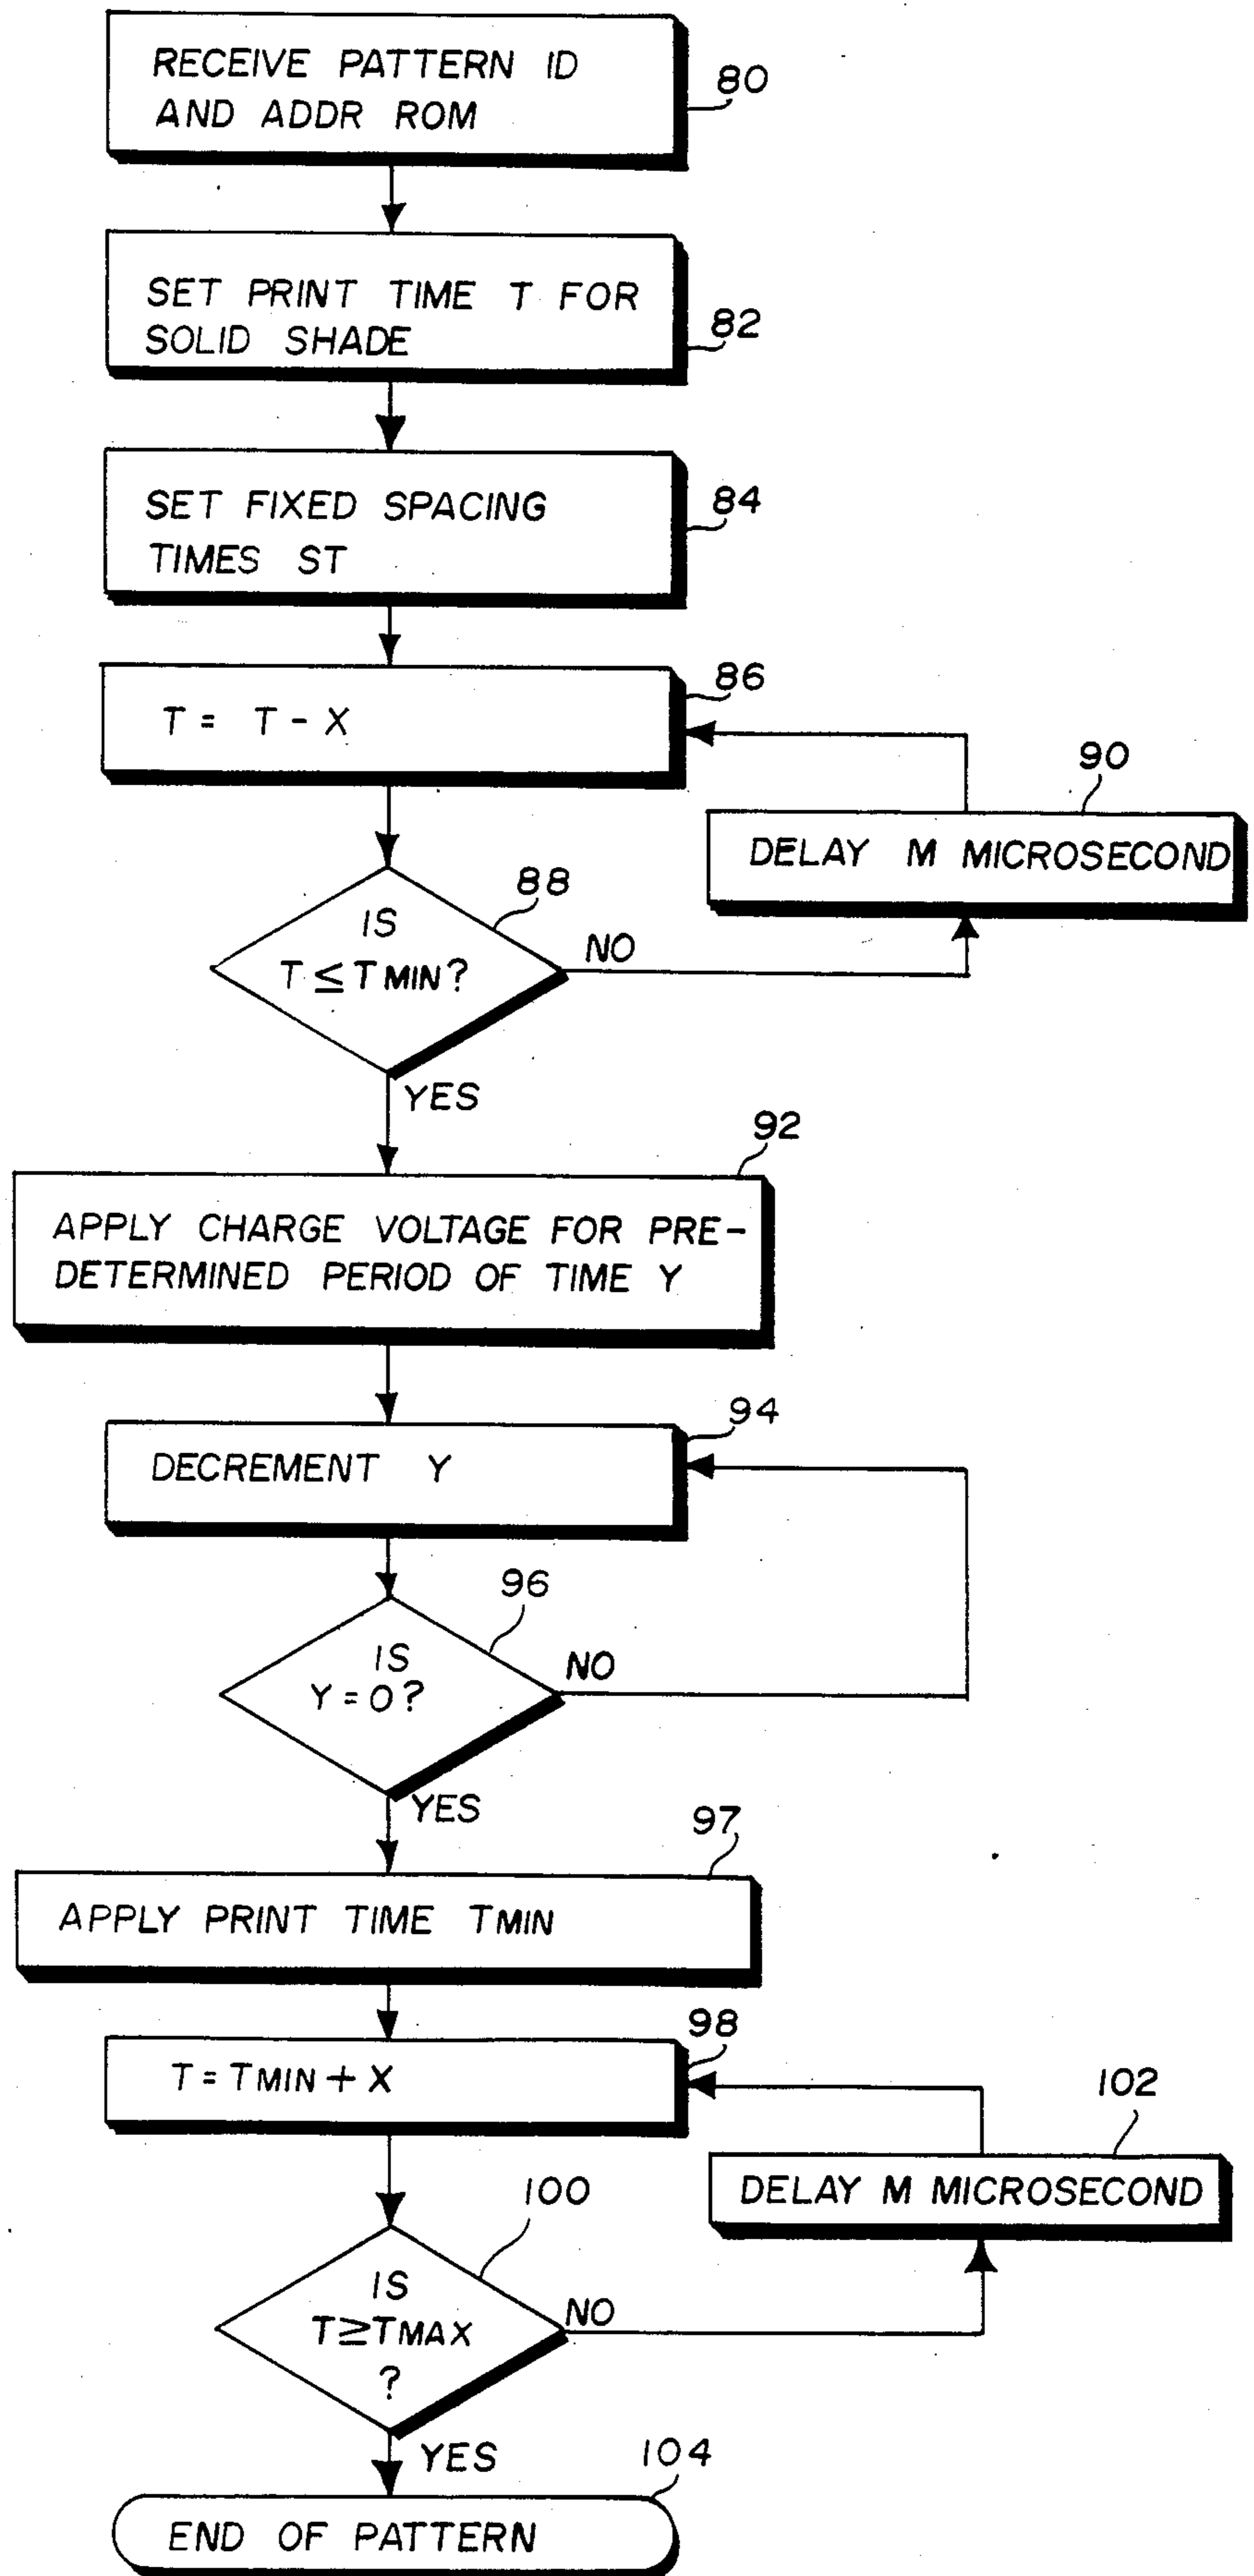 RECEIVE PATTERN ID
AND ADDR ROM
80
SET PRINT TIME T FOR
SOLID SHADE
82
SET FIXED SPACING
TIMES ST
84
T = T - X
86
90
DELAY M MICROSECOND
88
IS
T ≤ TMIN?
NO
YES
92
APPLY CHARGE VOLTAGE FOR PRE-
DETERMINED PERIOD OF TIME Y
94
DECREMENT Y
96
IS
Y = 0?
NO
YES
97
APPLY PRINT TIME TMIN
98
T = TMIN + X
102
DELAY M MICROSECOND
100
IS
T ≥ TMAX
?
NO
YES
104
END OF PATTERN